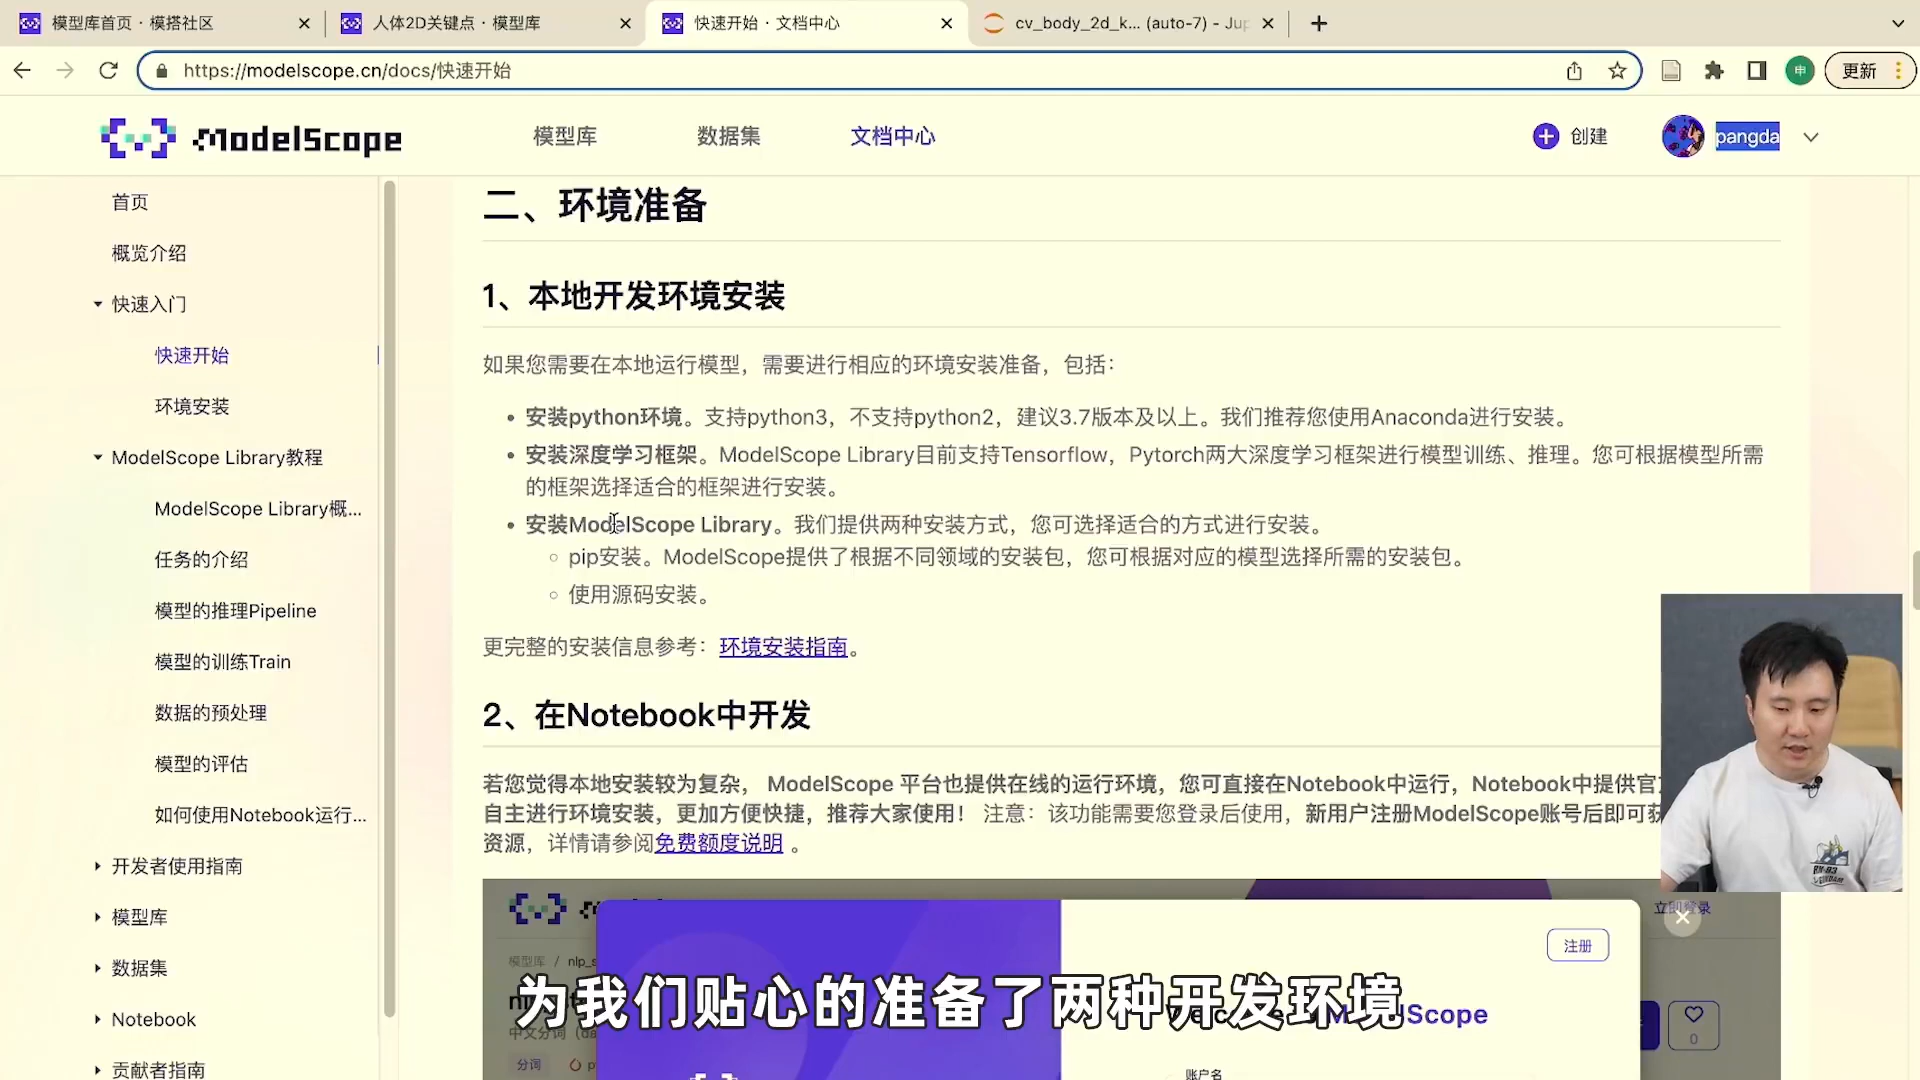 模型库首页 · 模搭社区
人体2D关键点 · 模型库
快速开始 · 文档中心
cv_body_2d_k... (auto-7) - Jup
https://modelscope.cn/docs/快速开始
申
更新
ModelScope
模型库
数据集
文档中心
创建
pangda
首页
概览介绍
快速入门
快速开始
环境安装
ModelScope Library教程
ModelScope Library概...
任务的介绍
模型的推理Pipeline
模型的训练Train
数据的预处理
模型的评估
如何使用Notebook运行...
开发者使用指南
模型库
数据集
Notebook
贡献者指南
二、环境准备
1、本地开发环境安装
如果您需要在本地运行模型，需要进行相应的环境安装准备，包括：
安装python环境。支持python3，不支持python2，建议3.7版本及以上。我们推荐您使用Anaconda进行安装。
安装深度学习框架。ModelScope Library目前支持Tensorflow，Pytorch两大深度学习框架进行模型训练、推理。您可根据模型所需
的框架选择适合的框架进行安装。
安装ModelScope Library。我们提供两种安装方式，您可选择适合的方式进行安装。
pip安装。ModelScope提供了根据不同领域的安装包，您可根据对应的模型选择所需的安装包。
使用源码安装。
更完整的安装信息参考：环境安装指南。
2、在Notebook中开发
若您觉得本地安装较为复杂， ModelScope 平台也提供在线的运行环境，您可直接在Notebook中运行，Notebook中提供官
自主进行环境安装，更加方便快捷，推荐大家使用！ 注意：该功能需要您登录后使用，新用户注册ModelScope账号后即可获
资源，详情请参阅免费额度说明 。
立即登录
注册
模型库 / nlp_s
中文分词
分词
Scope
0
账户名
为我们贴心的准备了两种开发环境